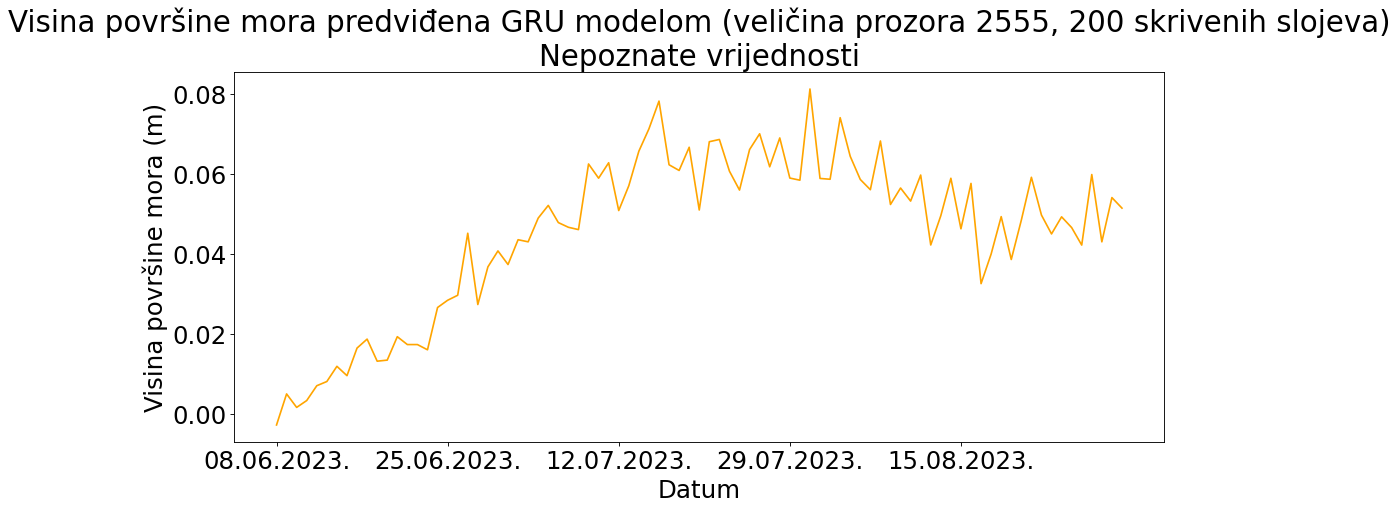 Visina površine mora predviđena GRU modelom (veličina prozora 2555, 200 skrivenih slojeva)
Nepoznate vrijednosti
Visina površine mora (m)
0.08
0.06
0.04
0.02
0.00
08.06.2023. 25.06.2023. 12.07.2023. 29.07.2023. 15.08.2023.
Datum